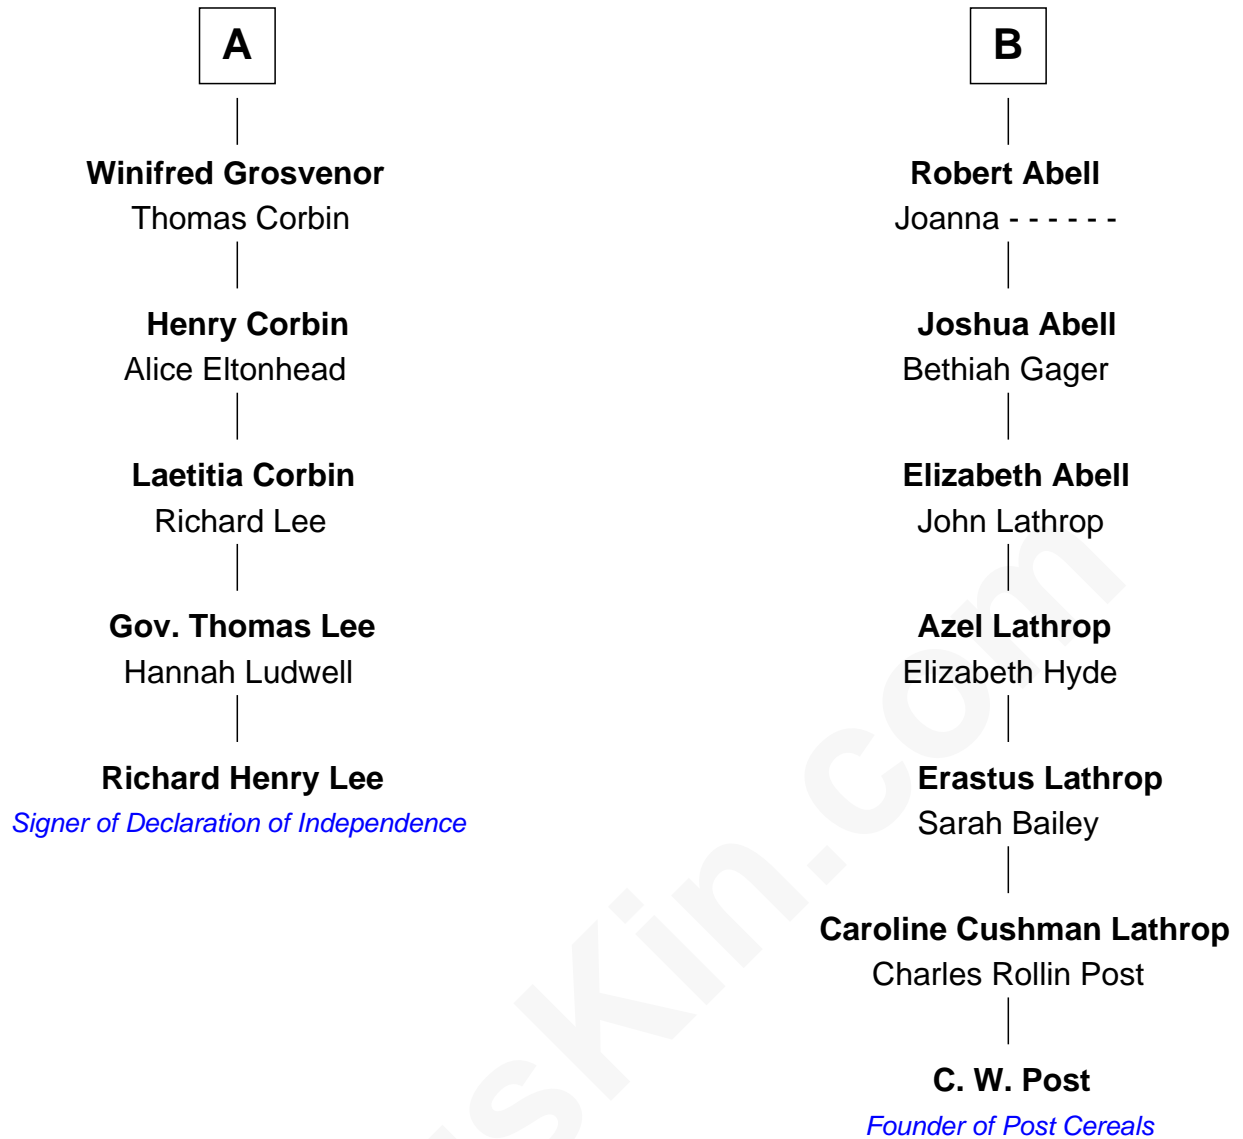 A
Winifred Grosvenor
Thomas Corbin
Henry Corbin
Alice Eltonhead
Laetitia Corbin
Richard Lee
Gov. Thomas Lee
Hannah Ludwell
Richard Henry Lee
Signer of Declaration of Independence
B
Robert Abell
Joanna - - - - - -
Joshua Abell
Bethiah Gager
Elizabeth Abell
John Lathrop
Azel Lathrop
Elizabeth Hyde
Erastus Lathrop
Sarah Bailey
Caroline Cushman Lathrop
Charles Rollin Post
C. W. Post
Founder of Post Cereals